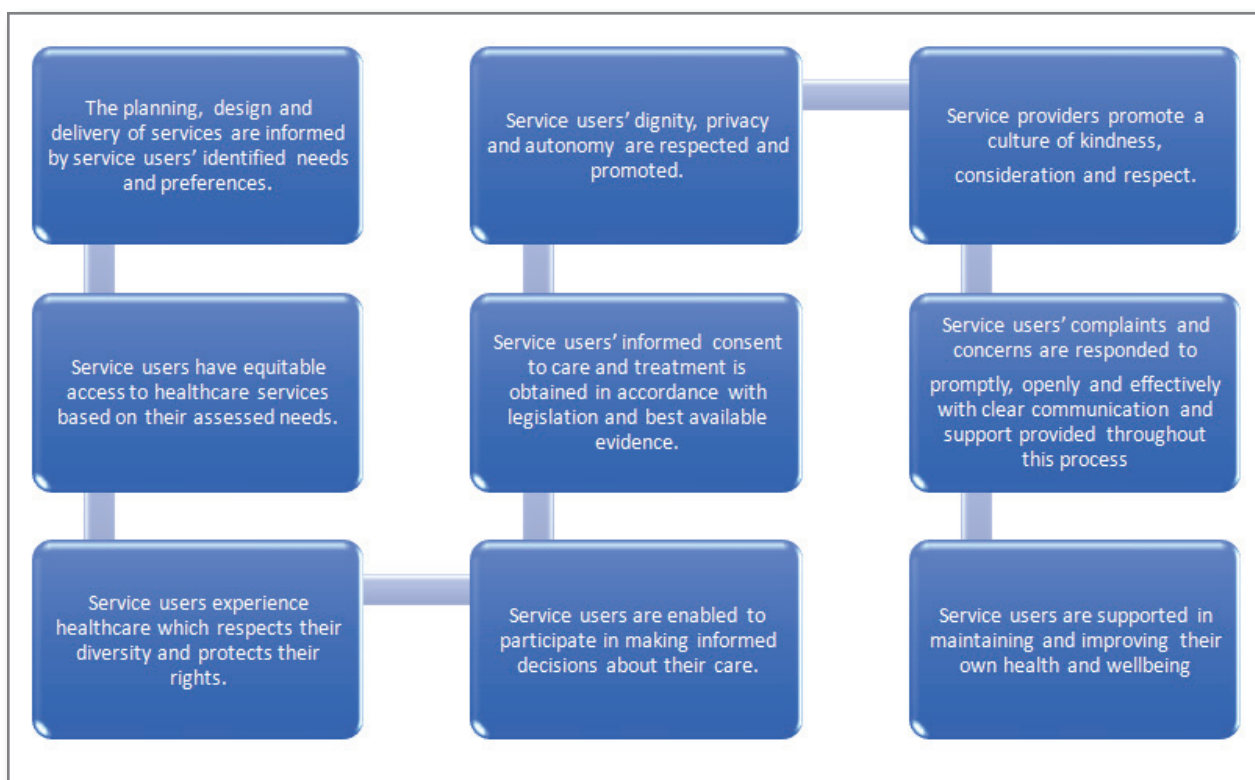 The planning, design and
delivery of services are informed
by service users’ identified needs
and preferences.
Service users have equitable
access to healthcare services
based on their assessed needs.
Service users experience
healthcare which respects their
diversity and protects their
rights.
Service users are enabled to
participate in making informed
decisions about their care.
Service users’ informed consent
to care and treatment is
obtained in accordance with
legislation and best available
evidence.
Service users’ dignity, privacy
and autonomy are respected and
promoted.
Service providers promote a
culture of kindness,
consideration and respect.
Service users’ complaints and
concerns are responded to
promptly, openly and effectively
with clear communication and
support provided throughout
this process
Service users are supported in
maintaining and improving their
own health and wellbeing